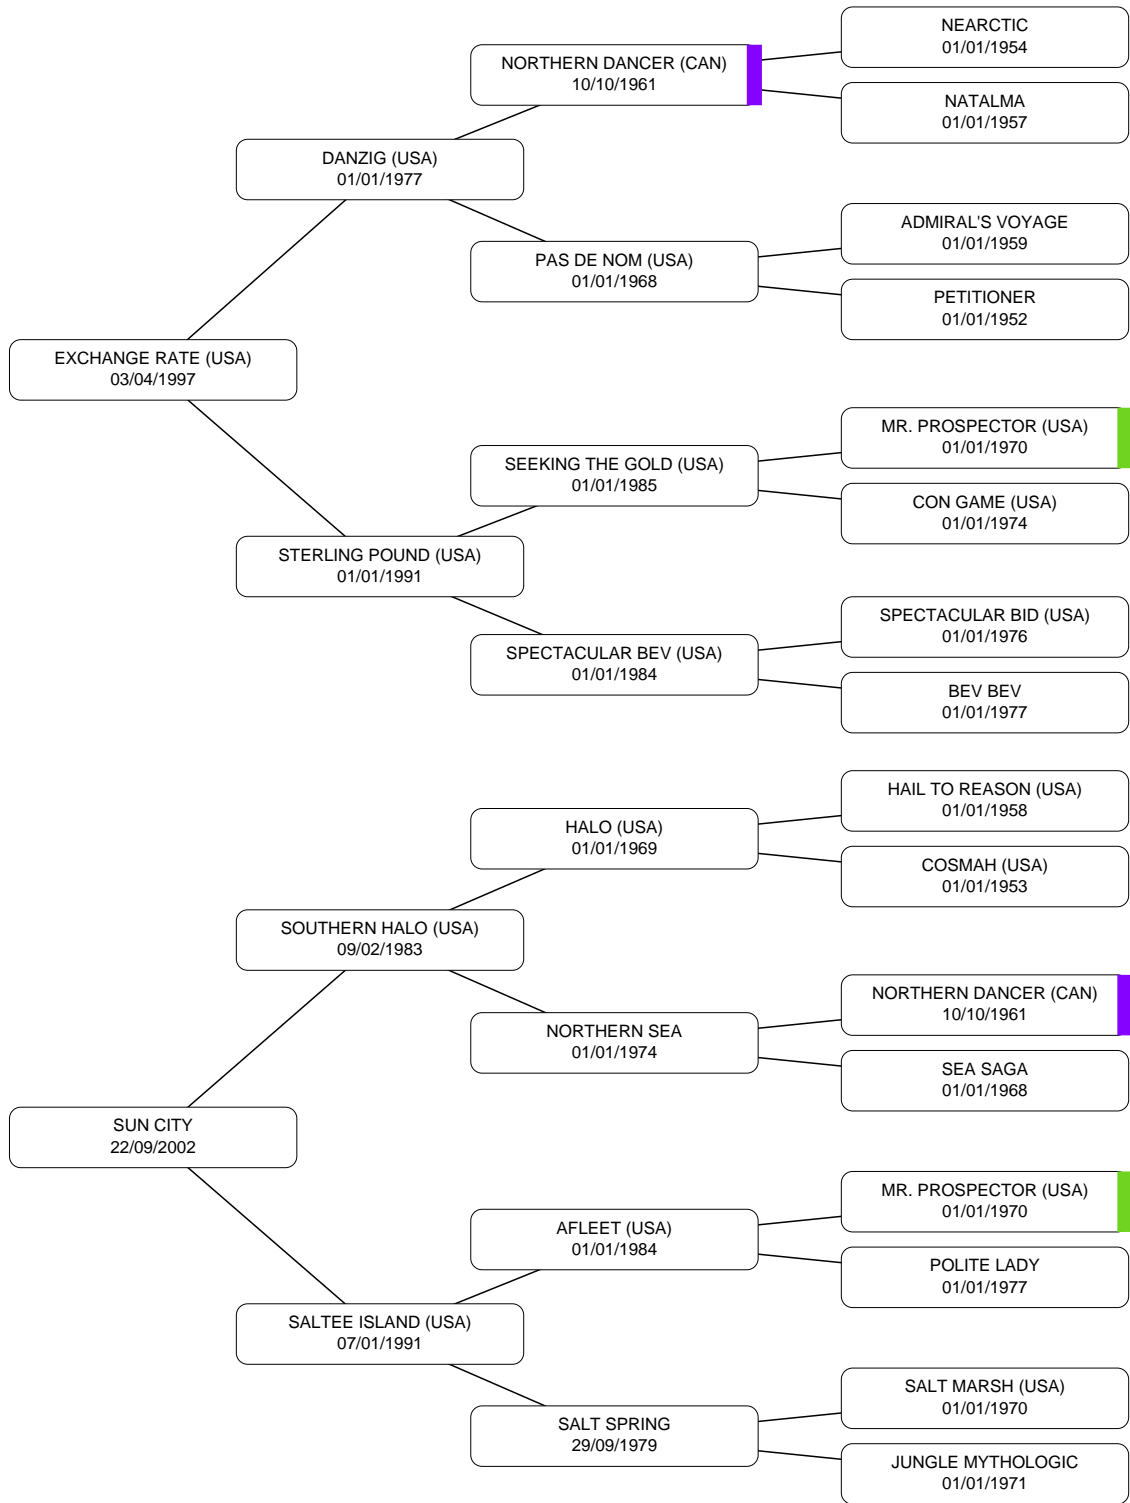 NEARCTIC
01/01/1954
NORTHERN DANCER (CAN)
10/10/1961
NATALMA
01/01/1957
DANZIG (USA)
01/01/1977
ADMIRAL'S VOYAGE
01/01/1959
PAS DE NOM (USA)
01/01/1968
PETITIONER
01/01/1952
EXCHANGE RATE (USA)
03/04/1997
MR. PROSPECTOR (USA)
01/01/1970
SEEKING THE GOLD (USA)
01/01/1985
CON GAME (USA)
01/01/1974
STERLING POUND (USA)
01/01/1991
SPECTACULAR BID (USA)
01/01/1976
SPECTACULAR BEV (USA)
01/01/1984
BEV BEV
01/01/1977
HAIL TO REASON (USA)
01/01/1958
HALO (USA)
01/01/1969
COSMAH (USA)
01/01/1953
SOUTHERN HALO (USA)
09/02/1983
NORTHERN DANCER (CAN)
10/10/1961
NORTHERN SEA
01/01/1974
SEA SAGA
01/01/1968
SUN CITY
22/09/2002
MR. PROSPECTOR (USA)
01/01/1970
AFLEET (USA)
01/01/1984
POLITE LADY
01/01/1977
SALTEE ISLAND (USA)
07/01/1991
SALT MARSH (USA)
01/01/1970
SALT SPRING
29/09/1979
JUNGLE MYTHOLOGIC
01/01/1971